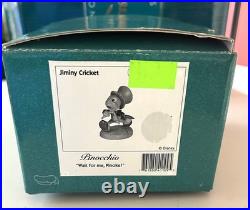 Jiminy Cricket
© Disney
Pinocchio
"Wait for me, Pinoke!"